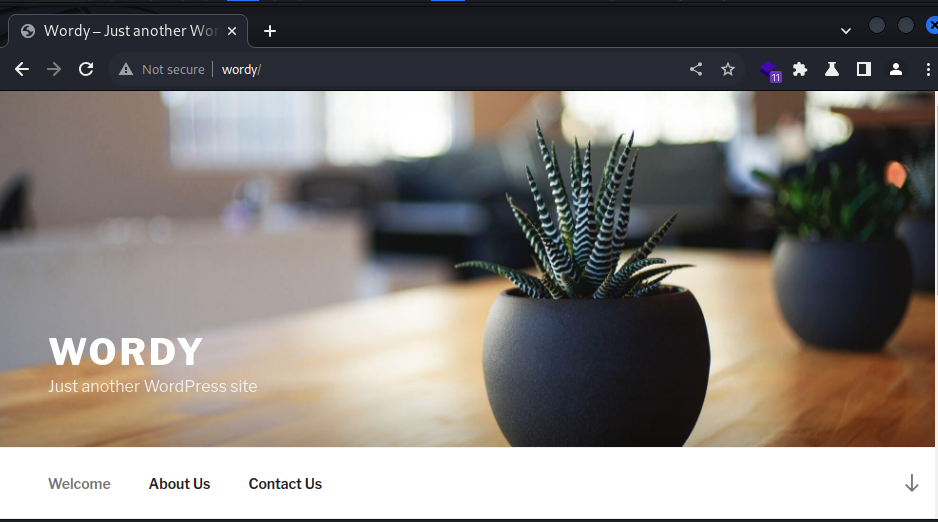 Wordy – Just another Wor
Not secure
wordy/
11
WORDY
Just another WordPress site
Welcome
About Us
Contact Us